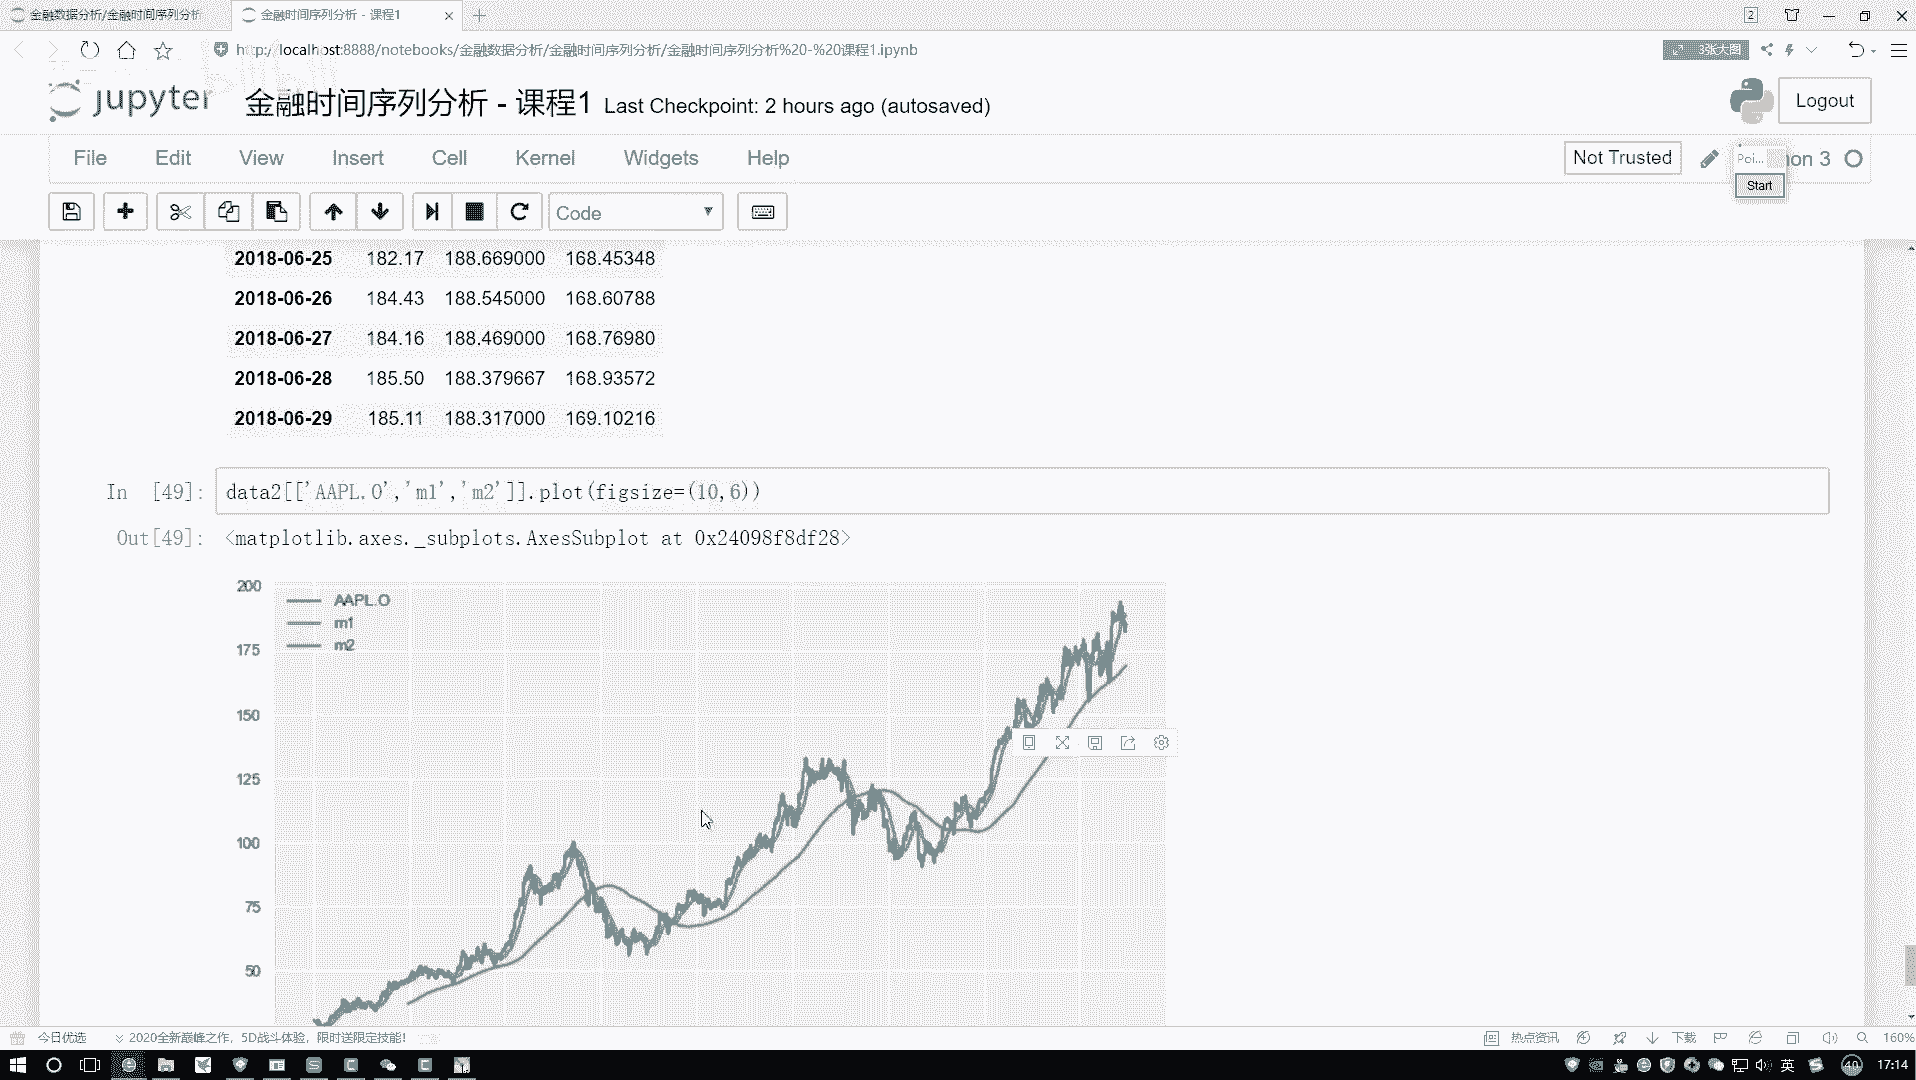 金融数据分析/金融时间序列分析
金融时间序列分析 - 课程1
2
http://localhost:8888/notebooks/金融数据分析/金融时间序列分析/金融时间序列分析%20-%20课程1.ipynb
3张大图
bilibili
jupyter
金融时间序列分析 - 课程1 Last Checkpoint: 2 hours ago (autosaved)
Logout
File Edit View Insert Cell Kernel Widgets Help
Not Trusted
Poi...
on 3
Start
Code
2018-06-25 182.17 188.669000 168.45348
2018-06-26 184.43 188.545000 168.60788
2018-06-27 184.16 188.469000 168.76980
2018-06-28 185.50 188.379667 168.93572
2018-06-29 185.11 188.317000 169.10216
In [49]: data2[['AAPL.O','m1','m2']].plot(figsize=(10,6))
Out[49]: <matplotlib.axes._subplots.AxesSubplot at 0x24098f8df28>
AAPL.O
m1
m2
200
175
150
125
100
75
50
今日优选
2020全新巅峰之作，5D战斗体验，限时送限定技能！
热点资讯
下载
160%
英
40
17:14